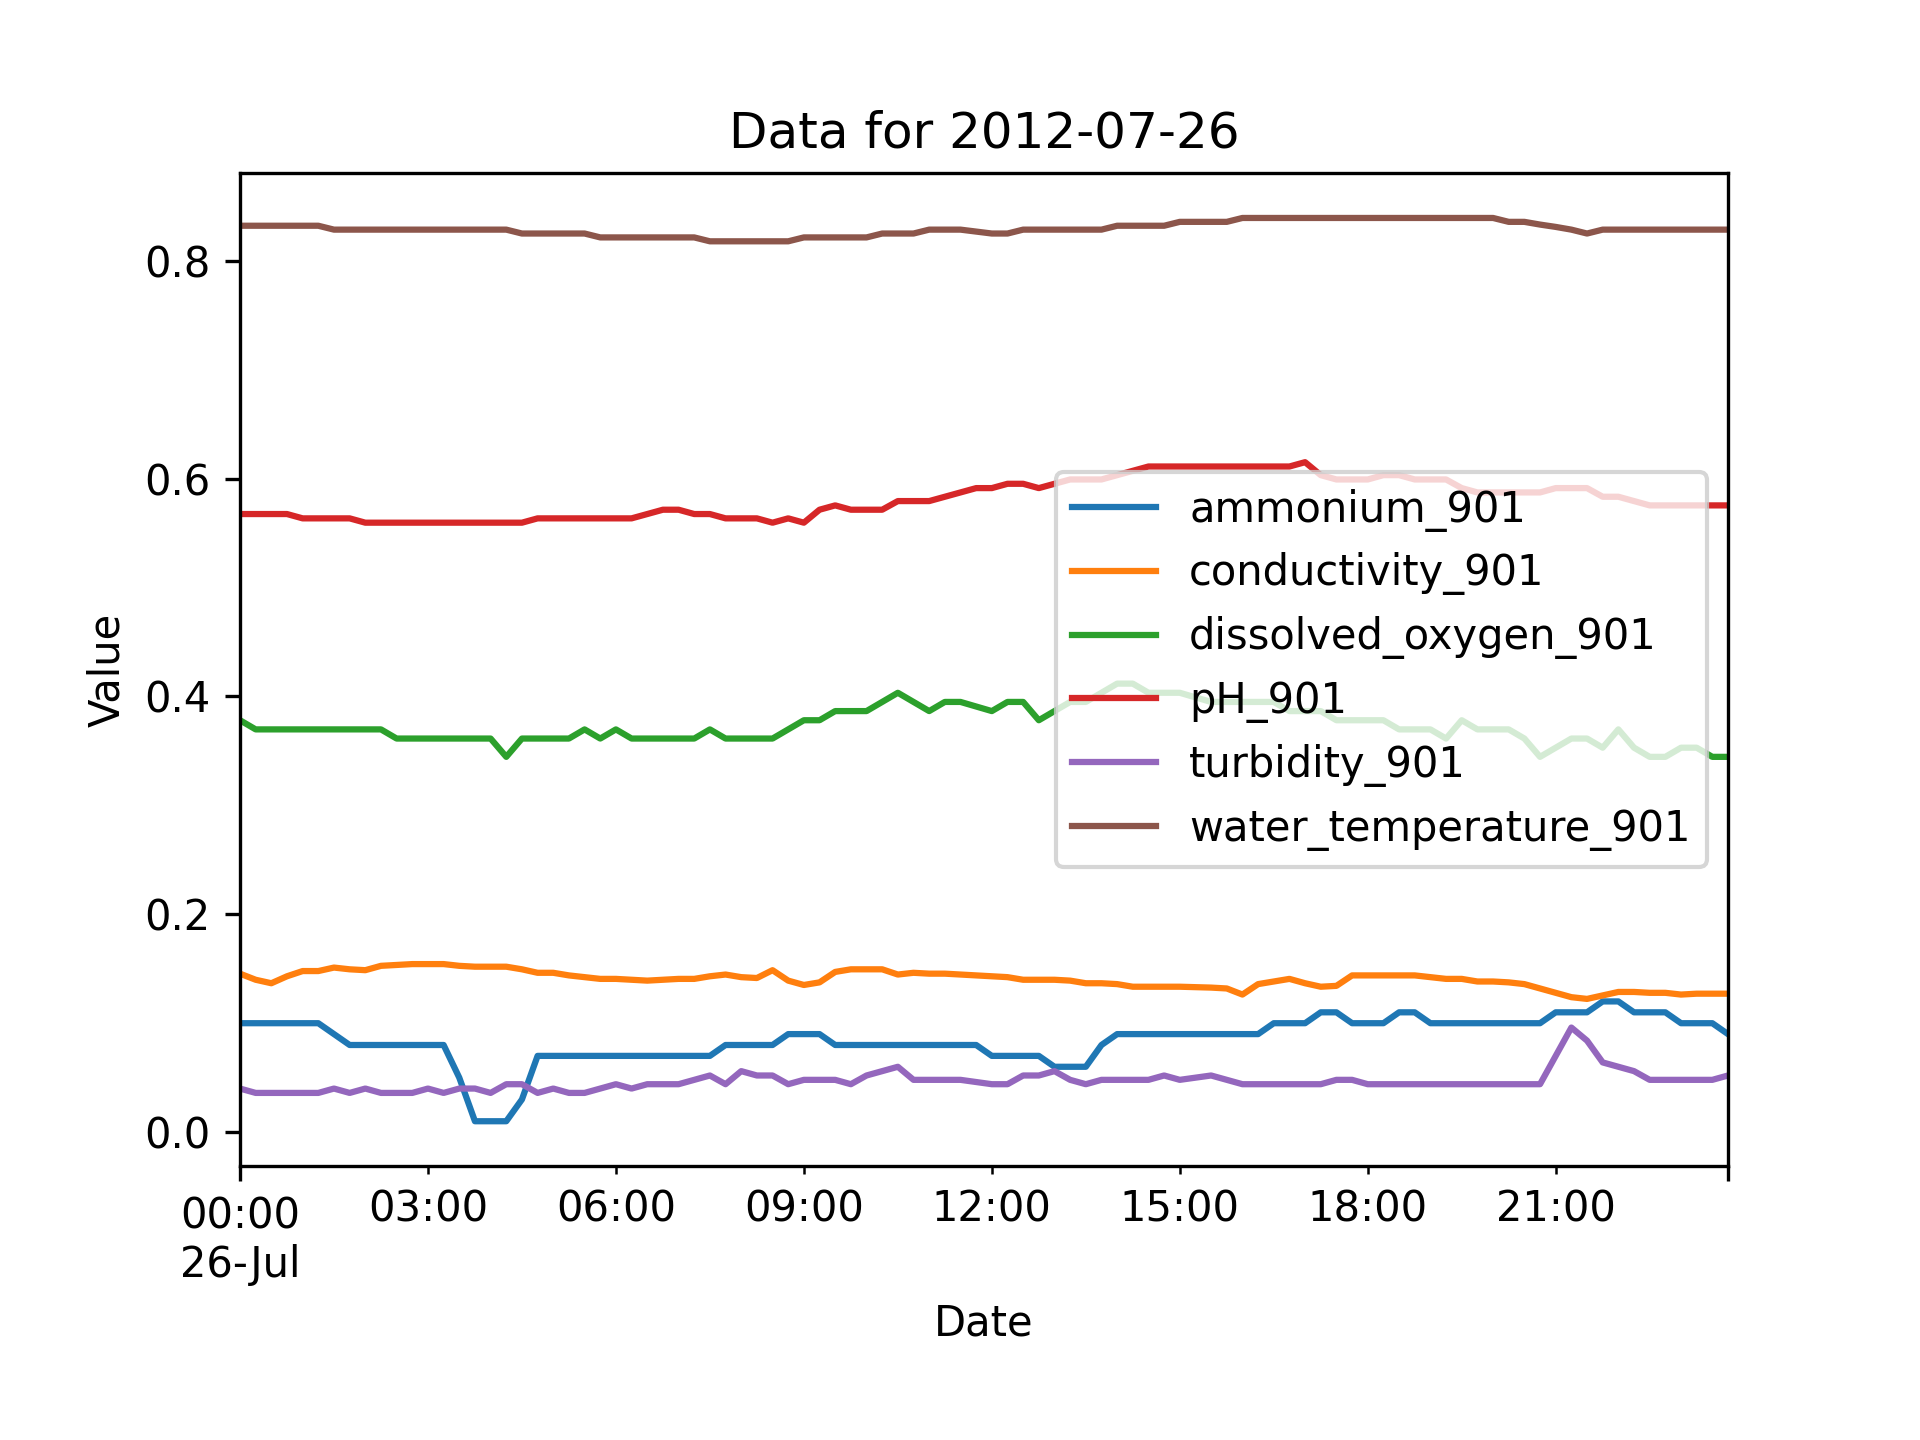 Data for 2012-07-26
Value
0.8
0.6
0.4
0.2
0.0
ammonium_901
conductivity_901
dissolved_oxygen_901
pH_901
turbidity_901
water_temperature_901
00:00 03:00 06:00 09:00 12:00 15:00 18:00 21:00
26-Jul
Date